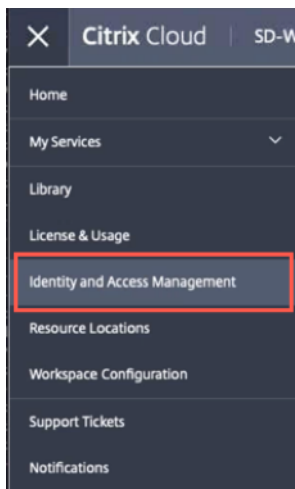 Citrix Cloud SD-W
Home
My Services
Library
License & Usage
Identity and Access Management
Resource Locations
Workspace Configuration
Support Tickets
Notifications